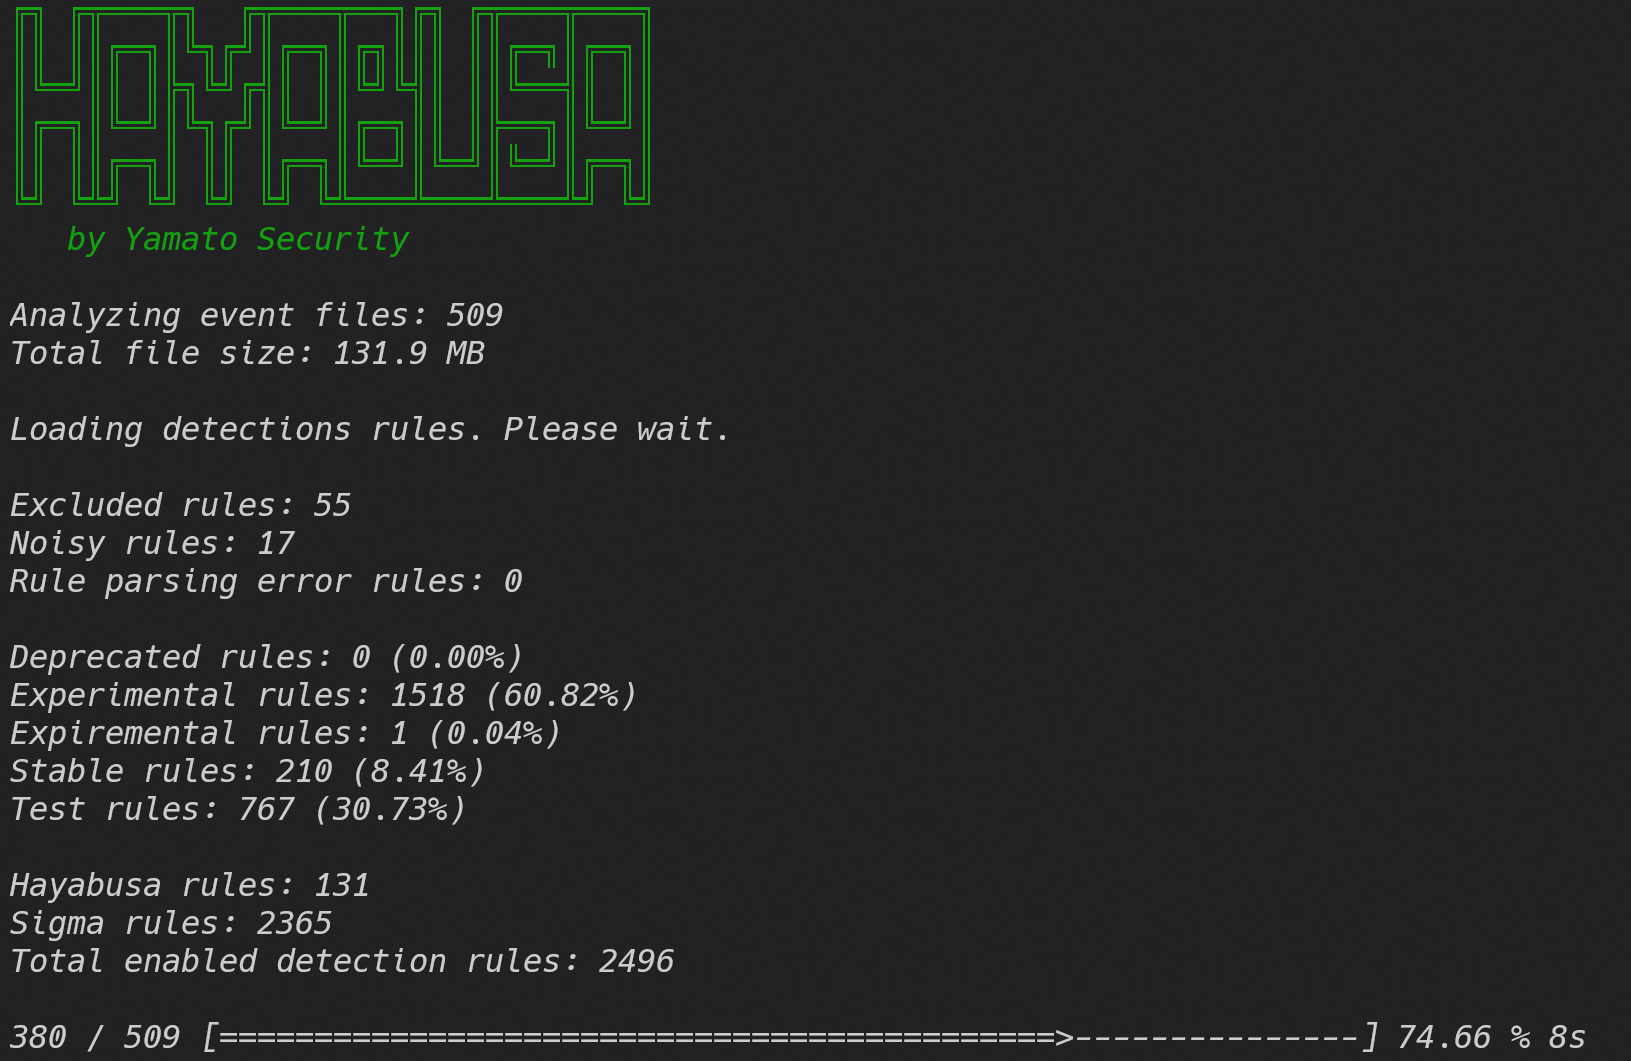 HAYABUSA
by Yamato Security
Analyzing event files: 509
Total file size: 131.9 MB
Loading detections rules. Please wait.
Excluded rules: 55
Noisy rules: 17
Rule parsing error rules: 0
Deprecated rules: 0 (0.00%)
Experimental rules: 1518 (60.82%)
Expiremental rules: 1 (0.04%)
Stable rules: 210 (8.41%)
Test rules: 767 (30.73%)
Hayabusa rules: 131
Sigma rules: 2365
Total enabled detection rules: 2496
380 / 509 [============================================>---------------] 74.66 % 8s